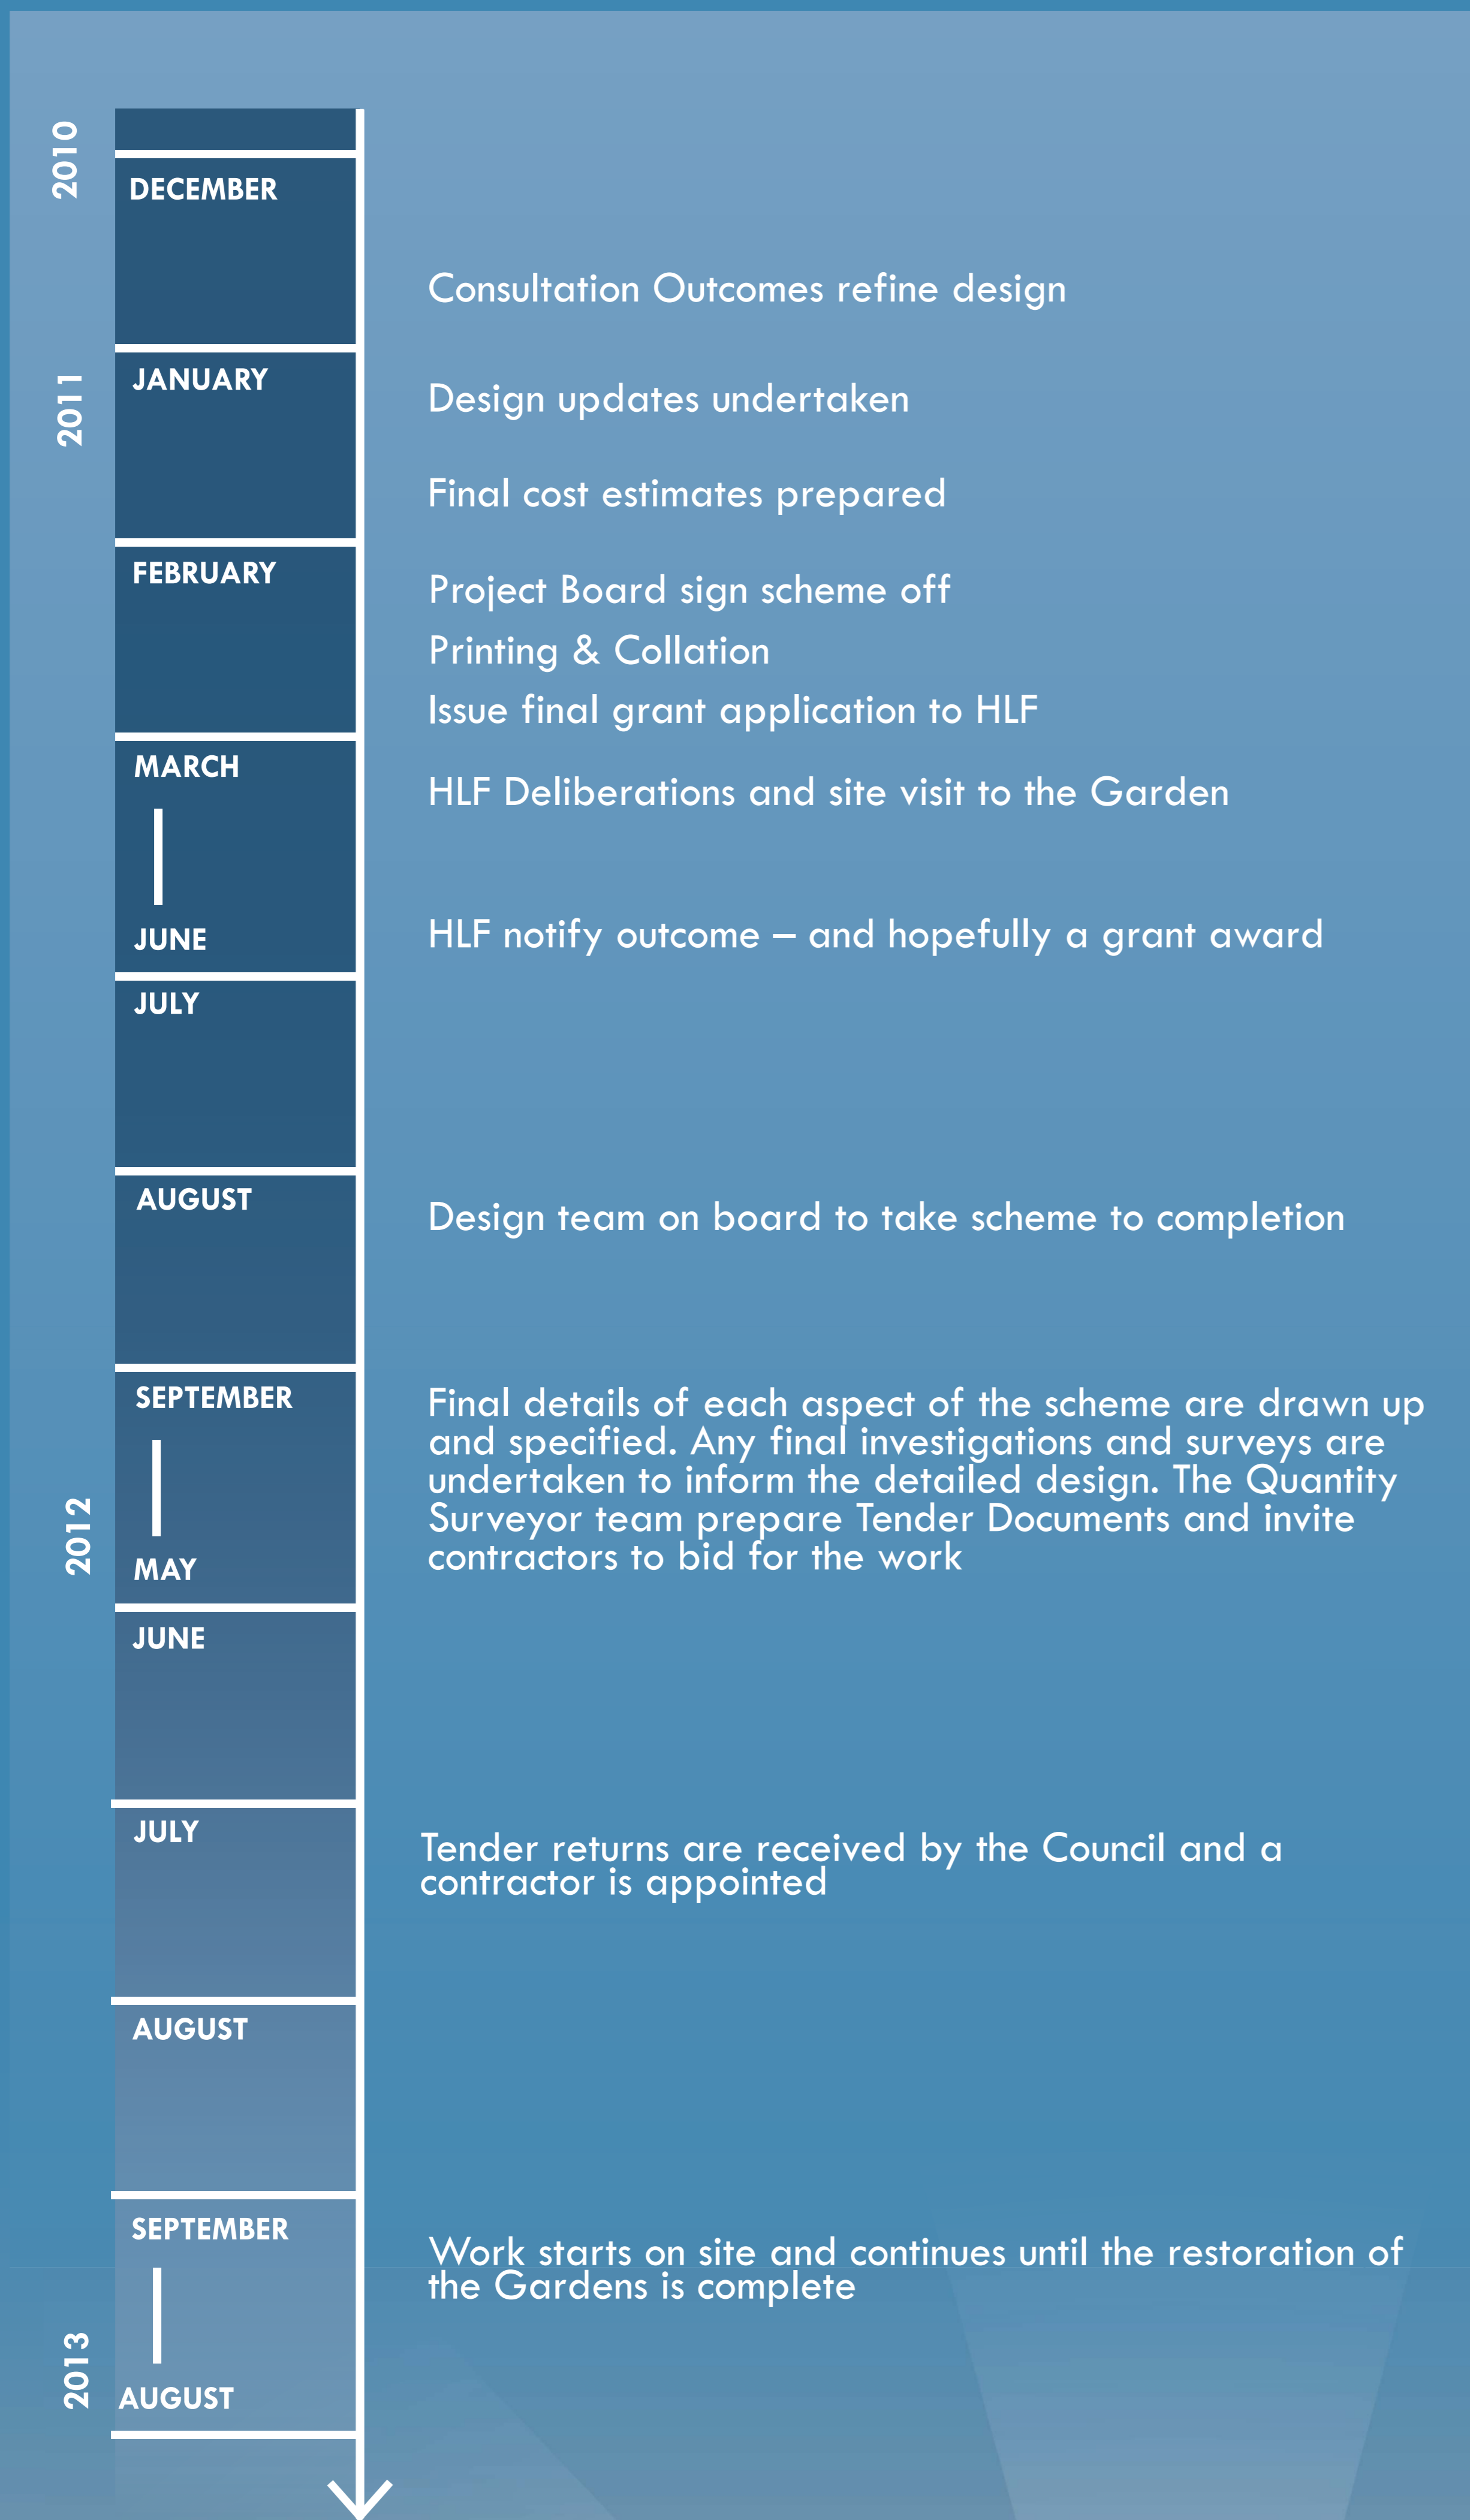 2010
DECEMBER
Consultation Outcomes refine design
2011
JANUARY
Design updates undertaken
Final cost estimates prepared
FEBRUARY
Project Board sign scheme off
Printing & Collation
Issue final grant application to HLF
MARCH
HLF Deliberations and site visit to the Garden
JUNE
HLF notify outcome – and hopefully a grant award
JULY
AUGUST
Design team on board to take scheme to completion
SEPTEMBER
Final details of each aspect of the scheme are drawn up
and specified. Any final investigations and surveys are
undertaken to inform the detailed design. The Quantity
Surveyor team prepare Tender Documents and invite
contractors to bid for the work
2012
MAY
JUNE
JULY
Tender returns are received by the Council and a
contractor is appointed
AUGUST
SEPTEMBER
Work starts on site and continues until the restoration of
the Gardens is complete
2013
AUGUST